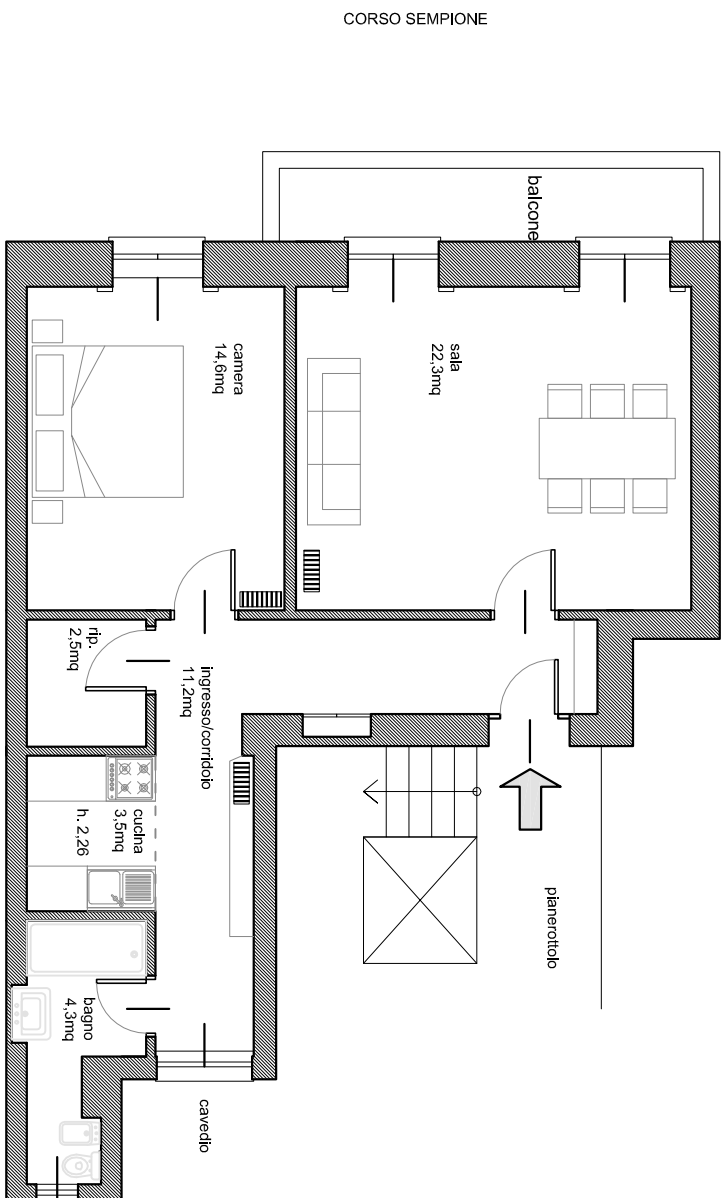 CORSO SEMPIONE
balcone
sala
22,3mq
camera
14,6mq
rip.
2,5mq
ingresso/corridoio
11,2mq
cucina
3,5mq
h. 2,26
pianerottolo
bagno
4,3mq
cavedio